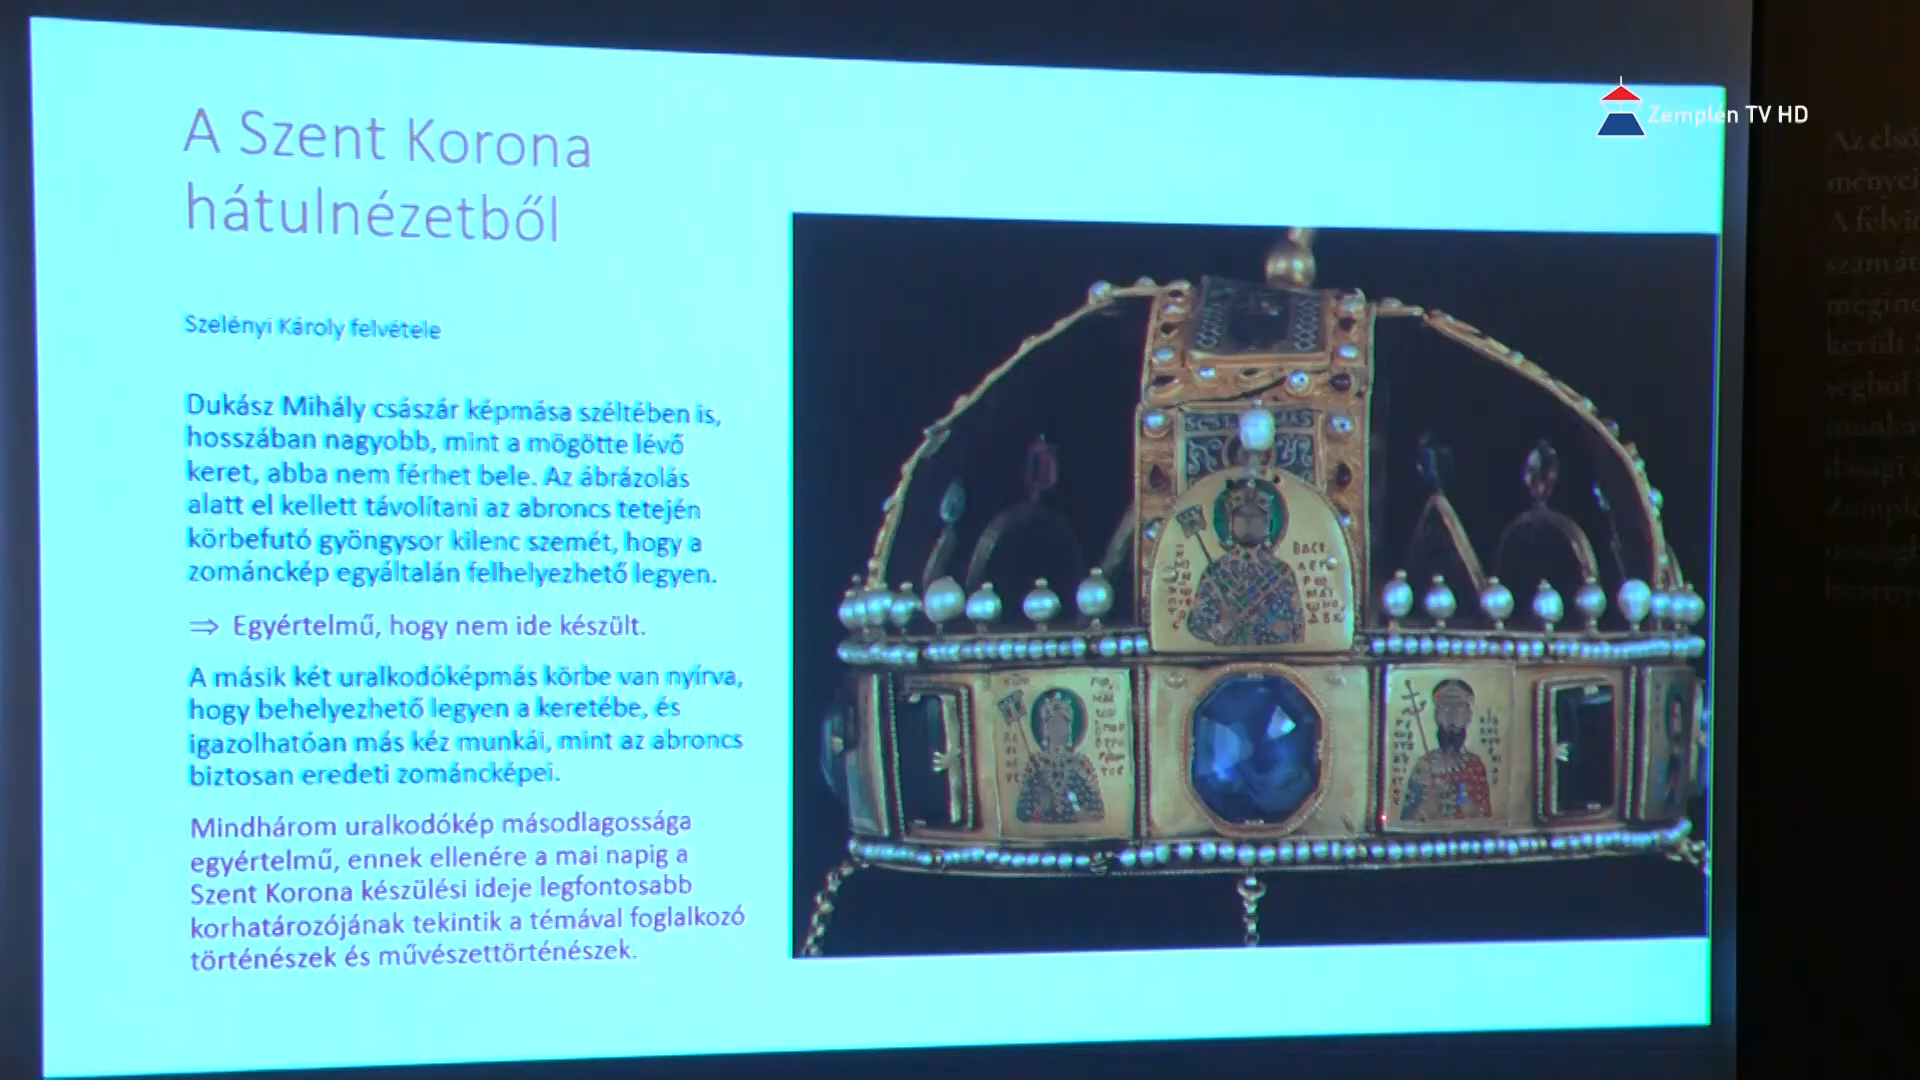 A Szent Korona
hátulnézetből
Szelényi Károly felvétele
Dukász Mihály császár képmása széltében is,
hosszában nagyobb, mint a mögötte lévő
keret, abba nem férhet bele. Az ábrázolás
alatt el kellett távolítani az abroncs tetején
körbefutó gyöngysor kilenc szemét, hogy a
zománckép egyáltalán felhelyezhető legyen.
⇒ Egyértelmű, hogy nem ide készült.
A másik két uralkodóképmás körbe van nyírva,
hogy behelyezhető legyen a keretébe, és
igazolhatóan más kéz munkái, mint az abroncs
biztosan eredeti zománcképei.
Mindhárom uralkodókép másodlagossága
egyértelmű, ennek ellenére a mai napig a
Szent Korona készülési ideje legfontosabb
korhatározójának tekintik a témával foglalkozó
történészek és művészettörténészek.
Zemplén TV HD
Az első